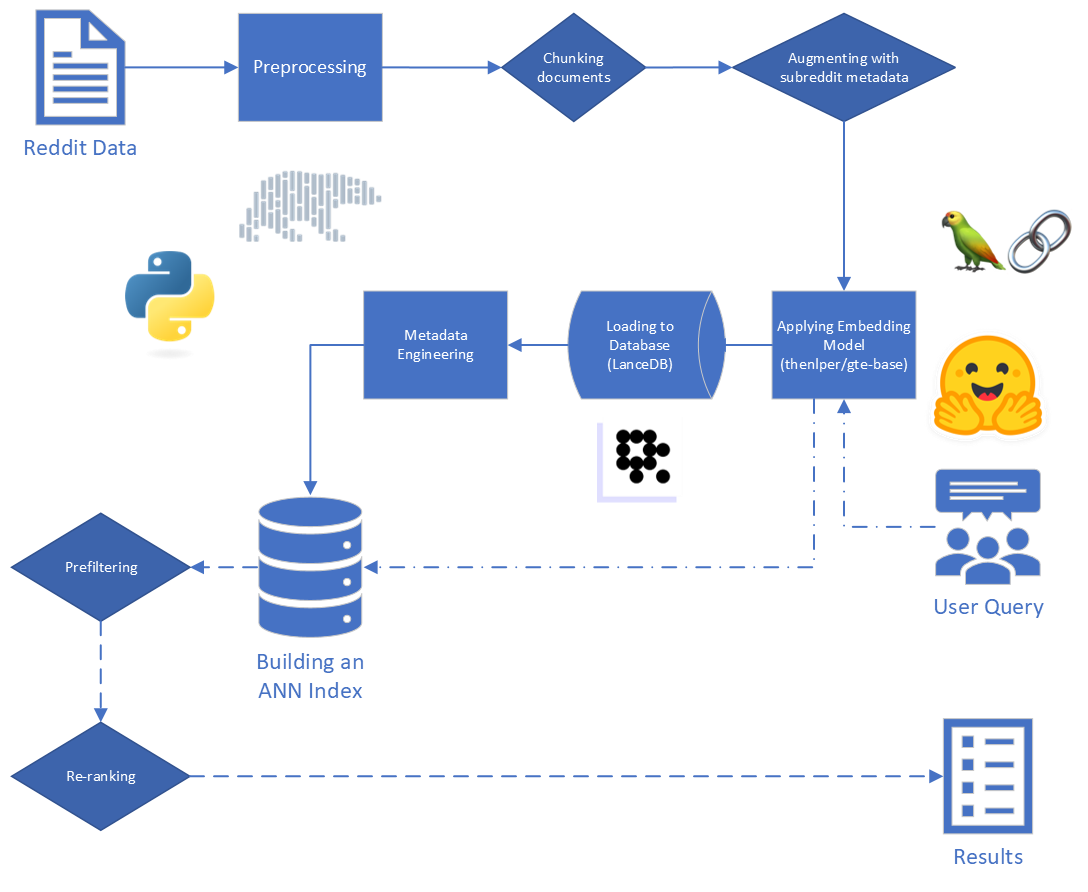 Reddit Data
Preprocessing
Chunking
documents
Augmenting with
subreddit metadata
Applying Embedding
Model
(thenlper/gte-base)
Loading to
Database
(LanceDB)
Metadata
Engineering
User Query
Building an
ANN Index
Prefiltering
Re-ranking
Results